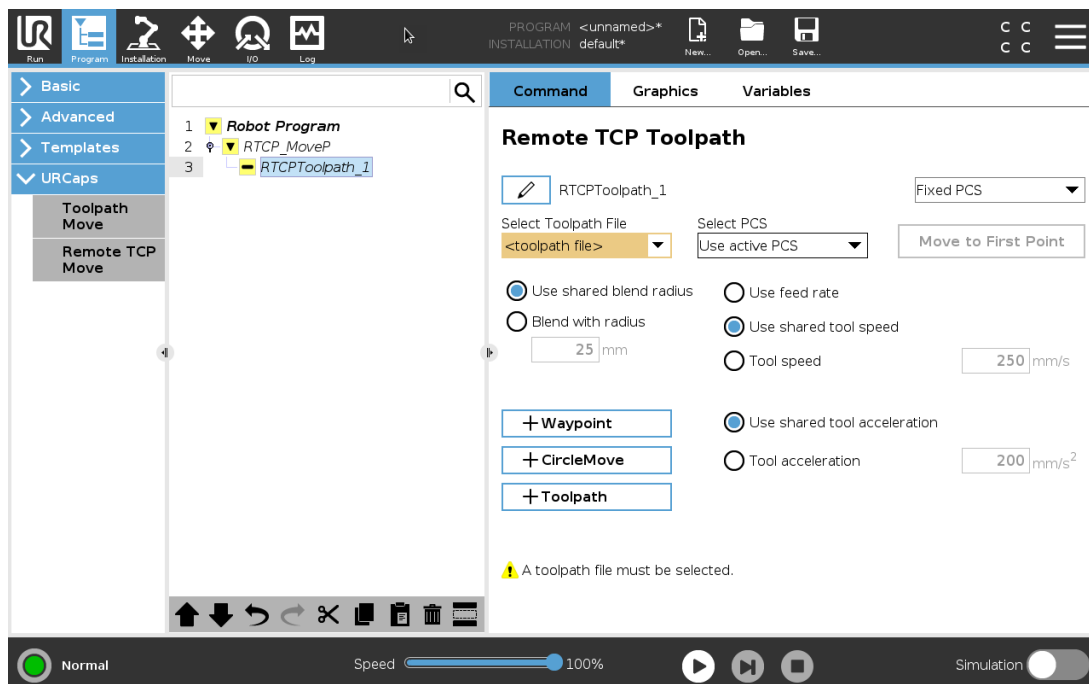 PROGRAM <unnamed>*
INSTALLATION default*
UR
Run
Program
Installation
Move
I/O
Log
New...
Open...
Save...
C C
C C
Basic
Advanced
Templates
URCaps
Toolpath
Move
Remote TCP
Move
1 Robot Program
2 RTCP_MoveP
3 RTCPToolpath_1
Command Graphics Variables
Remote TCP Toolpath
RTCPToolpath_1 Fixed PCS
Select Toolpath File Select PCS
<toolpath file> Use active PCS Move to First Point
Use shared blend radius Use feed rate
Blend with radius Use shared tool speed
25 mm Tool speed 250 mm/s
+Waypoint Use shared tool acceleration
+CircleMove Tool acceleration 200 mm/s²
+Toolpath
A toolpath file must be selected.
Normal Speed 100% Simulation